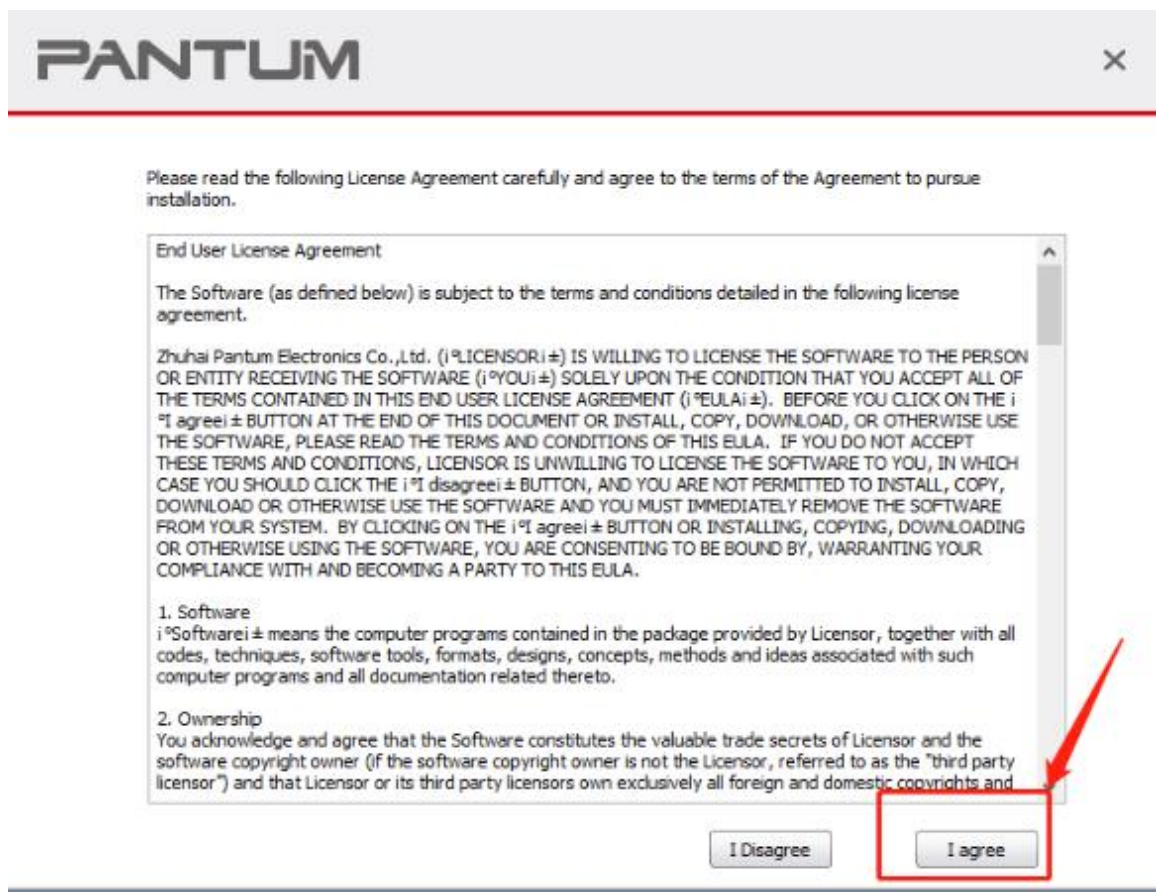 PANTUM
Please read the following License Agreement carefully and agree to the terms of the Agreement to pursue
installation.
End User License Agreement
The Software (as defined below) is subject to the terms and conditions detailed in the following license
agreement.
Zhuhai Pantum Electronics Co.,Ltd. (i°LICENSORi±) IS WILLING TO LICENSE THE SOFTWARE TO THE PERSON
OR ENTITY RECEIVING THE SOFTWARE (i°YOUi±) SOLELY UPON THE CONDITION THAT YOU ACCEPT ALL OF
THE TERMS CONTAINED IN THIS END USER LICENSE AGREEMENT (i°EULAi±).  BEFORE YOU CLICK ON THE i
°I agreei± BUTTON AT THE END OF THIS DOCUMENT OR INSTALL, COPY, DOWNLOAD, OR OTHERWISE USE
THE SOFTWARE, PLEASE READ THE TERMS AND CONDITIONS OF THIS EULA.  IF YOU DO NOT ACCEPT
THESE TERMS AND CONDITIONS, LICENSOR IS UNWILLING TO LICENSE THE SOFTWARE TO YOU, IN WHICH
CASE YOU SHOULD CLICK THE i°I disagreei± BUTTON, AND YOU ARE NOT PERMITTED TO INSTALL, COPY,
DOWNLOAD OR OTHERWISE USE THE SOFTWARE AND YOU MUST IMMEDIATELY REMOVE THE SOFTWARE
FROM YOUR SYSTEM.  BY CLICKING ON THE i°I agreei± BUTTON OR INSTALLING, COPYING, DOWNLOADING
OR OTHERWISE USING THE SOFTWARE, YOU ARE CONSENTING TO BE BOUND BY, WARRANTING YOUR
COMPLIANCE WITH AND BECOMING A PARTY TO THIS EULA.
1. Software
i°Softwarei± means the computer programs contained in the package provided by Licensor, together with all
codes, techniques, software tools, formats, designs, concepts, methods and ideas associated with such
computer programs and all documentation related thereto.
2. Ownership
You acknowledge and agree that the Software constitutes the valuable trade secrets of Licensor and the
software copyright owner (if the software copyright owner is not the Licensor, referred to as the "third party
licensor") and that Licensor or its third party licensors own exclusively all foreign and domestic copyrights and
I Disagree
I agree